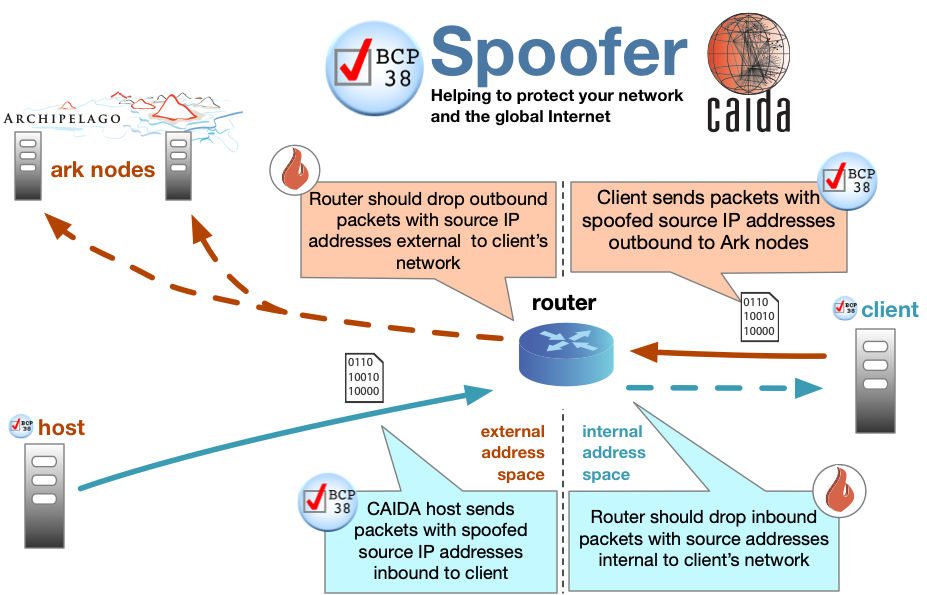 BCP
38
Spoofer
Helping to protect your network
and the global Internet
caida
ARCHIPELAGO
ark nodes
Router should drop outbound
packets with source IP
addresses external to client's
network
BCP
38
Client sends packets with
spoofed source IP addresses
outbound to Ark nodes
router
0110
10010
10000
BCP
38
client
0110
10010
10000
BCP
38
host
external
address
space
internal
address
space
BCP
38
CAIDA host sends
packets with spoofed
source IP addresses
inbound to client
Router should drop inbound
packets with source addresses
internal to client's network